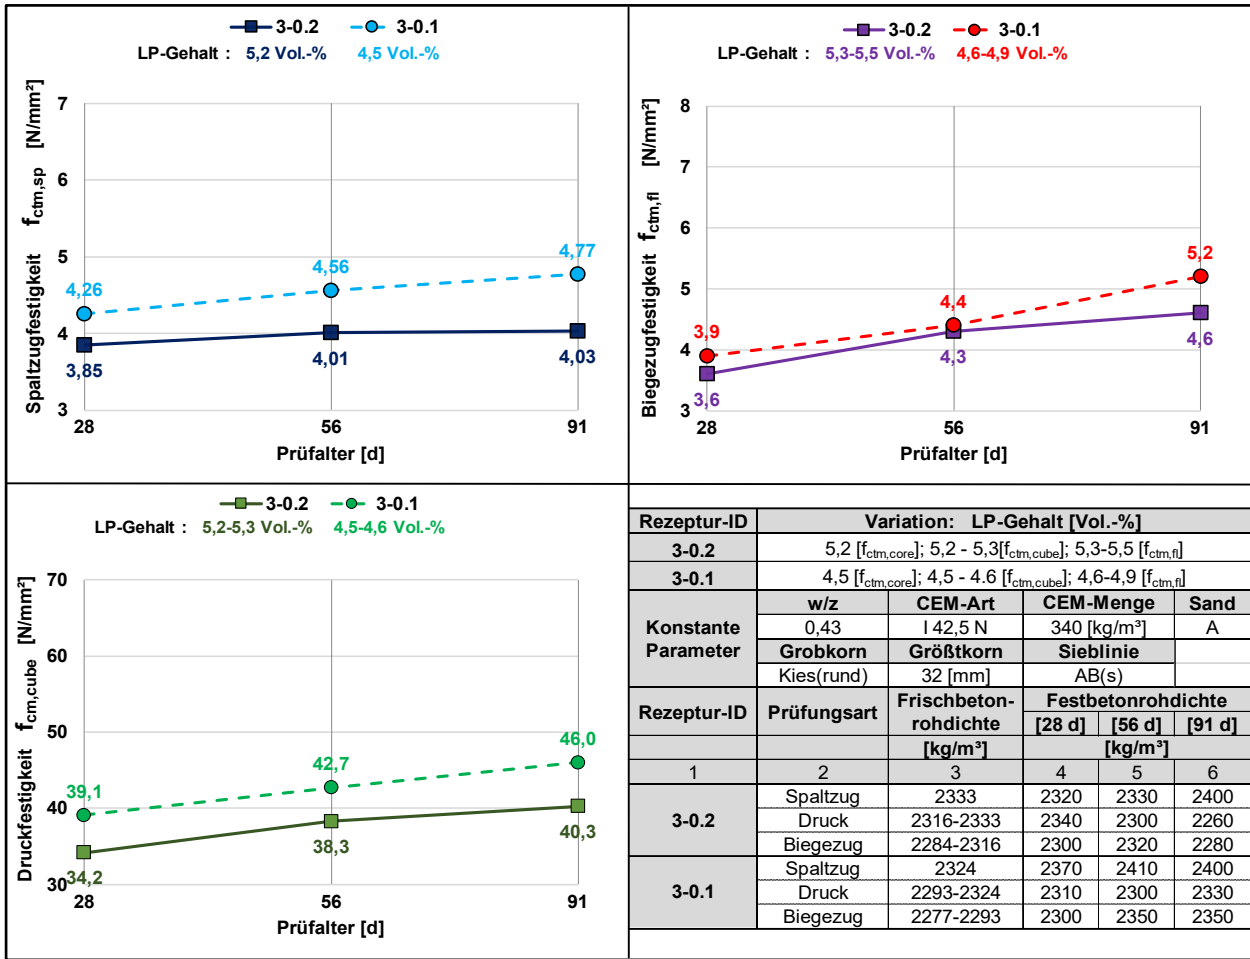 3-0.2 3-0.1
LP-Gehalt : 5,2 Vol.-% 4,5 Vol.-%
Spaltzugfestigkeit f_ctm,sp [N/mm²]
7
6
5
4
3
4,26
4,56
4,77
3,85
4,01
4,03
28 56 91
Prüfalter [d]
3-0.2 3-0.1
LP-Gehalt : 5,3-5,5 Vol.-% 4,6-4,9 Vol.-%
Biegezugfestigkeit f_ctm,fl [N/mm²]
8
7
6
5
4
3
3,9
4,4
5,2
3,6
4,3
4,6
28 56 91
Prüfalter [d]
3-0.2 3-0.1
LP-Gehalt : 5,2-5,3 Vol.-% 4,5-4,6 Vol.-%
Druckfestigkeit f_cm,cube [N/mm²]
70
60
50
40
30
39,1
42,7
46,0
34,2
38,3
40,3
28 56 91
Prüfalter [d]
Rezeptur-ID Variation: LP-Gehalt [Vol.-%]
3-0.2 5,2 [f_ctm,core]; 5,2 - 5,3[f_ctm,cube]; 5,3-5,5 [f_ctm,fl]
3-0.1 4,5 [f_ctm,core]; 4,5 - 4.6 [f_ctm,cube]; 4,6-4,9 [f_ctm,fl]
Konstante Parameter w/z CEM-Art CEM-Menge Sand
0,43 I 42,5 N 340 [kg/m³] A
Grobkorn Größtkorn Sieblinie
Kies(rund) 32 [mm] AB(s)
Rezeptur-ID Prüfungsart Frischbeton-rohdichte Festbetonrohdichte
[28 d] [56 d] [91 d]
[kg/m³] [kg/m³]
1 2 3 4 5 6
3-0.2 Spaltzug 2333 2320 2330 2400
Druck 2316-2333 2340 2300 2260
Biegezug 2284-2316 2300 2320 2280
3-0.1 Spaltzug 2324 2370 2410 2400
Druck 2293-2324 2310 2300 2330
Biegezug 2277-2293 2300 2350 2350